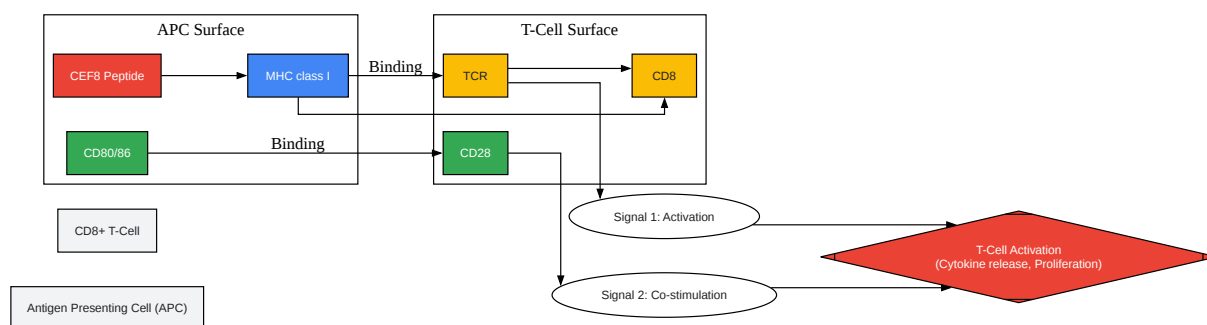 APC Surface
T-Cell Surface
CEF8 Peptide
MHC class I
Binding
TCR
CD8
CD80/86
Binding
CD28
Signal 1: Activation
CD8+ T-Cell
T-Cell Activation
(Cytokine release, Proliferation)
Signal 2: Co-stimulation
Antigen Presenting Cell (APC)